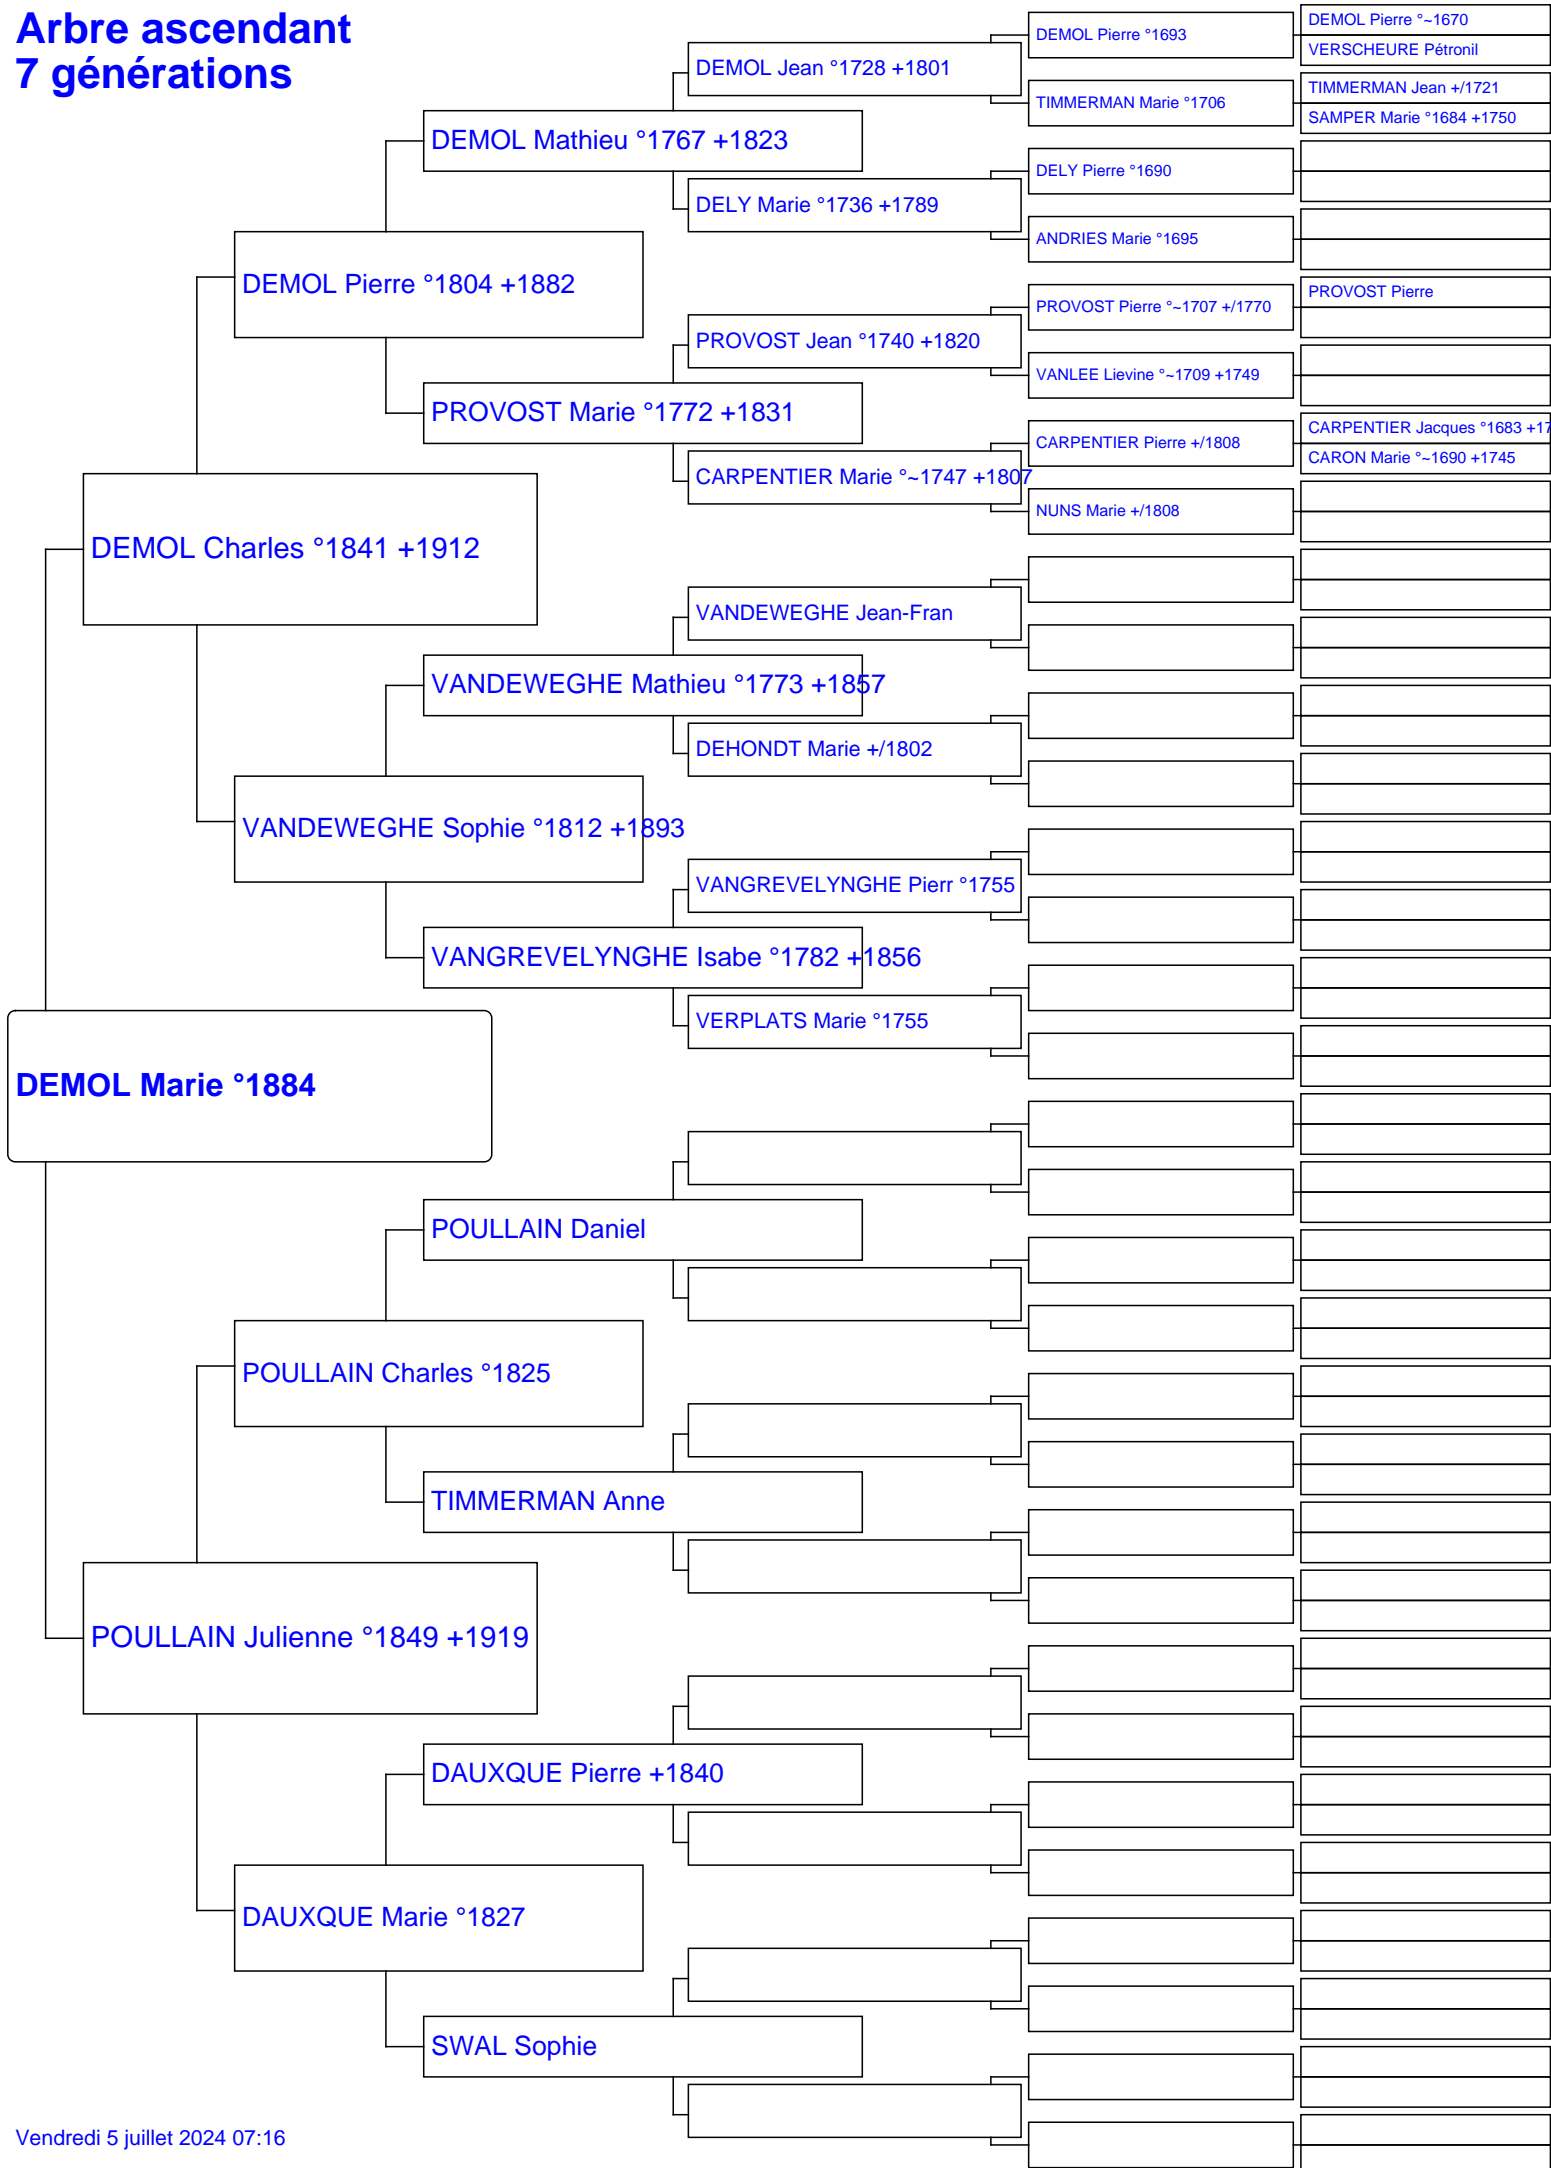 Arbre ascendant
7 générations
DEMOL Marie °1884
DEMOL Charles °1841 +1912
POULLAIN Julienne °1849 +1919
DEMOL Pierre °1804 +1882
VANDEWEGHE Sophie °1812 +1893
POULLAIN Charles °1825
DAUXQUE Marie °1827
DEMOL Mathieu °1767 +1823
PROVOST Marie °1772 +1831
VANDEWEGHE Mathieu °1773 +1857
VANGREVELYNGHE Isabe °1782 +1856
POULLAIN Daniel
TIMMERMAN Anne
DAUXQUE Pierre +1840
SWAL Sophie
DEMOL Jean °1728 +1801
DELY Marie °1736 +1789
PROVOST Jean °1740 +1820
CARPENTIER Marie °~1747 +1807
VANDEWEGHE Jean-Fran
DEHONDT Marie +/1802
VANGREVELYNGHE Pierr °1755
VERPLATS Marie °1755
DEMOL Pierre °1693
TIMMERMAN Marie °1706
DELY Pierre °1690
ANDRIES Marie °1695
PROVOST Pierre °~1707 +/1770
VANLEE Lievine °~1709 +1749
CARPENTIER Pierre +/1808
NUNS Marie +/1808
DEMOL Pierre °~1670
VERSCHEURE Pétronil
TIMMERMAN Jean +/1721
SAMPER Marie °1684 +1750
PROVOST Pierre
CARPENTIER Jacques °1683 +17
CARON Marie °~1690 +1745
Vendredi 5 juillet 2024 07:16